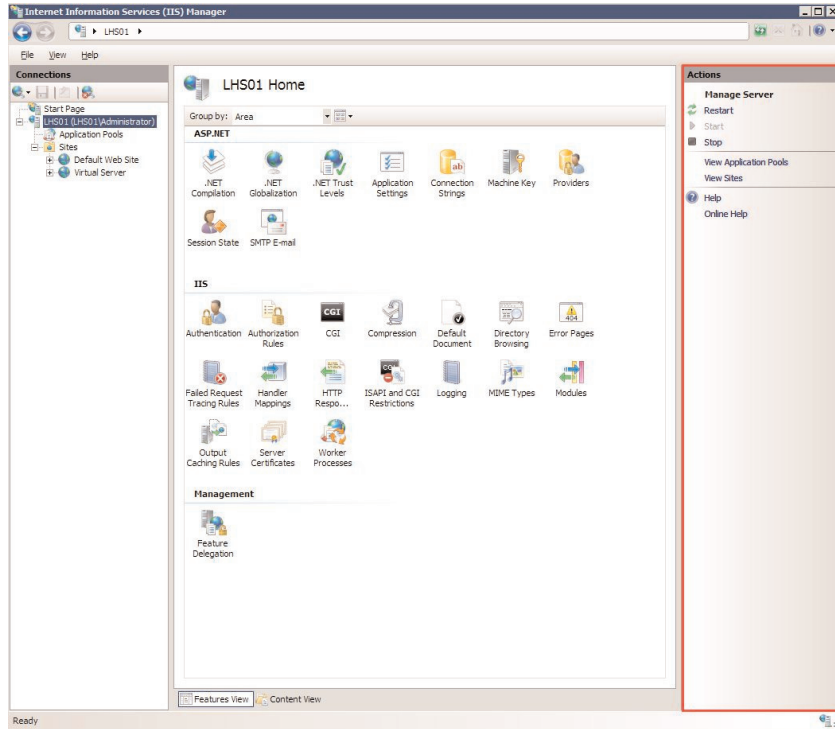 Internet Information Services (IIS) Manager
LHS01
File View Help
Connections
Start Page
LHS01 (LHS01\Administrator)
Application Pools
Sites
Default Web Site
Virtual Server
LHS01 Home
Group by: Area
ASP.NET
.NET Compilation
.NET Globalization
.NET Trust Levels
Application Settings
Connection Strings
Machine Key
Providers
Session State
SMTP E-mail
IIS
Authentication
Authorization Rules
CGI
Compression
Default Document
Directory Browsing
Error Pages
Failed Request Tracing Rules
Handler Mappings
HTTP Respo...
ISAPI and CGI Restrictions
Logging
MIME Types
Modules
Output Caching Rules
Server Certificates
Worker Processes
Management
Feature Delegation
Features View
Content View
Actions
Manage Server
Restart
Start
Stop
View Application Pools
View Sites
Help
Online Help
Ready